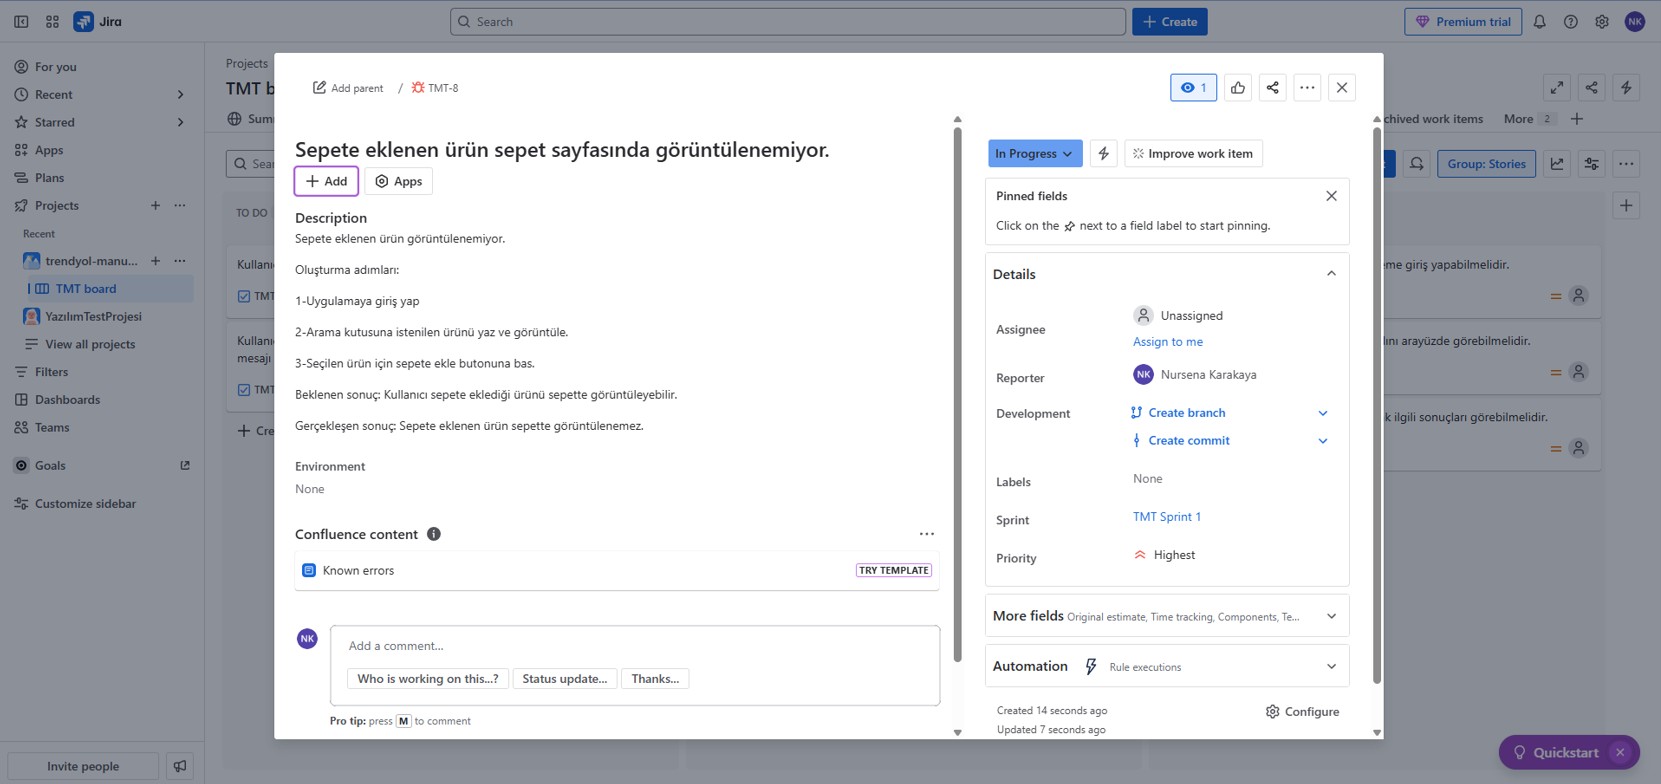 Jira
Search
Create
Premium trial
NK
For you
Recent
Starred
Apps
Plans
Projects
Recent
trendyol-manu...
TMT board
YazılımTestProjesi
View all projects
Filters
Dashboards
Teams
Goals
Customize sidebar
Invite people
Projects
TMT b
Summ
Sear
TO DO
Kullanıc
TMT
Kullanıc
mesajı
TMT
Cre
Add parent / TMT-8
1
Sepete eklenen ürün sepet sayfasında görüntülenemiyor.
Add
Apps
Description
Sepete eklenen ürün görüntülenemiyor.
Oluşturma adımları:
1-Uygulamaya giriş yap
2-Arama kutusuna istenilen ürünü yaz ve görüntüle.
3-Seçilen ürün için sepete ekle butonuna bas.
Beklenen sonuç: Kullanıcı sepete eklediği ürünü sepette görüntüleyebilir.
Gerçekleşen sonuç: Sepete eklenen ürün sepette görüntülenemez.
Environment
None
Confluence content
Known errors
TRY TEMPLATE
NK
Add a comment...
Who is working on this...?
Status update...
Thanks...
Pro tip: press M to comment
In Progress
Improve work item
Pinned fields
Click on the next to a field label to start pinning.
Details
Assignee
Unassigned
Assign to me
Reporter
NK Nursena Karakaya
Development
Create branch
Create commit
Labels
None
Sprint
TMT Sprint 1
Priority
Highest
More fields Original estimate, Time tracking, Components, Te...
Automation Rule executions
Created 14 seconds ago
Updated 7 seconds ago
Configure
chived work items
More 2
Group: Stories
eme giriş yapabilmelidir.
ını arayüzde görebilmelidir.
k ilgili sonuçları görebilmelidir.
Quickstart